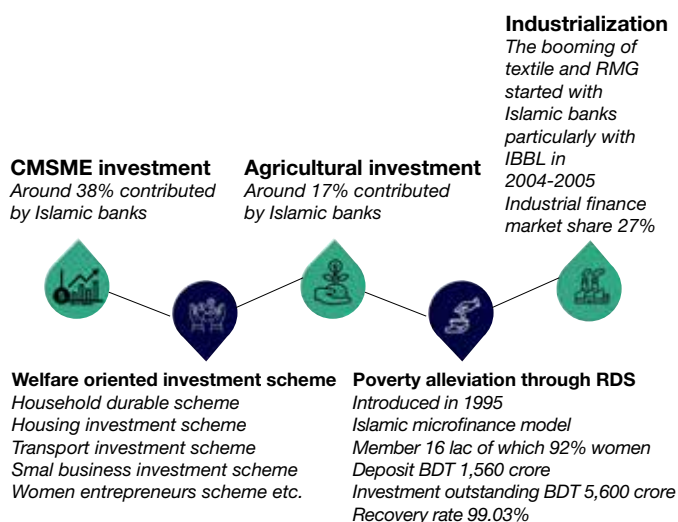 CMSME investment
Around 38% contributed
by Islamic banks
Agricultural investment
Around 17% contributed
by Islamic banks
Industrialization
The booming of
textile and RMG
started with
Islamic banks
particularly with
IBBL in
2004-2005
Industrial finance
market share 27%
Welfare oriented investment scheme
Household durable scheme
Housing investment scheme
Transport investment scheme
Smal business investment scheme
Women entrepreneurs scheme etc.
Poverty alleviation through RDS
Introduced in 1995
Islamic microfinance model
Member 16 lac of which 92% women
Deposit BDT 1,560 crore
Investment outstanding BDT 5,600 crore
Recovery rate 99.03%